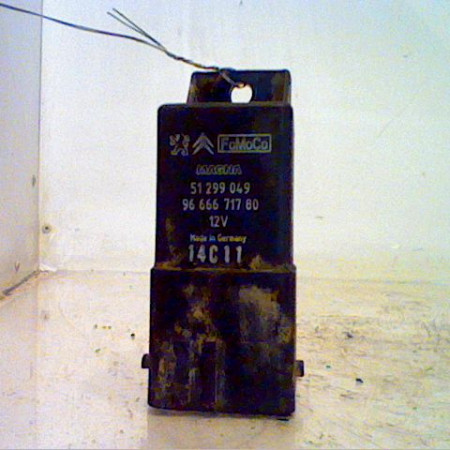 FoMoCo
MAGNA
51 299 049
96 666 717 80
12V
Made in Germany
14C11